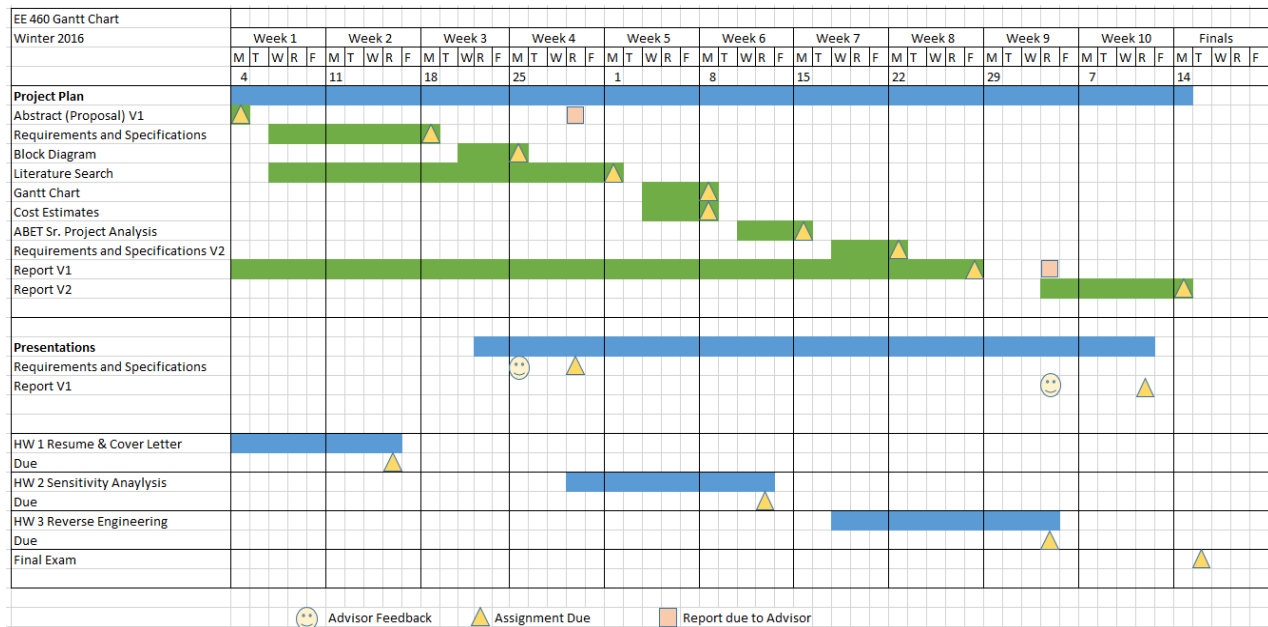 EE 460 Gantt Chart
Winter 2016 Week 1 Week 2 Week 3 Week 4 Week 5 Week 6 Week 7 Week 8 Week 9 Week 10 Finals
M T W R F M T W R F M T W R F M T W R F M T W R F M T W R F M T W R F M T W R F M T W R F M T W R F M T W R F
4 11 18 25 1 8 15 22 29 7 14
Project Plan
Abstract (Proposal) V1
Requirements and Specifications
Block Diagram
Literature Search
Gantt Chart
Cost Estimates
ABET Sr. Project Analysis
Requirements and Specifications V2
Report V1
Report V2
Presentations
Requirements and Specifications
Report V1
HW 1 Resume & Cover Letter
Due
HW 2 Sensitivity Anaylysis
Due
HW 3 Reverse Engineering
Due
Final Exam
Advisor Feedback Assignment Due Report due to Advisor